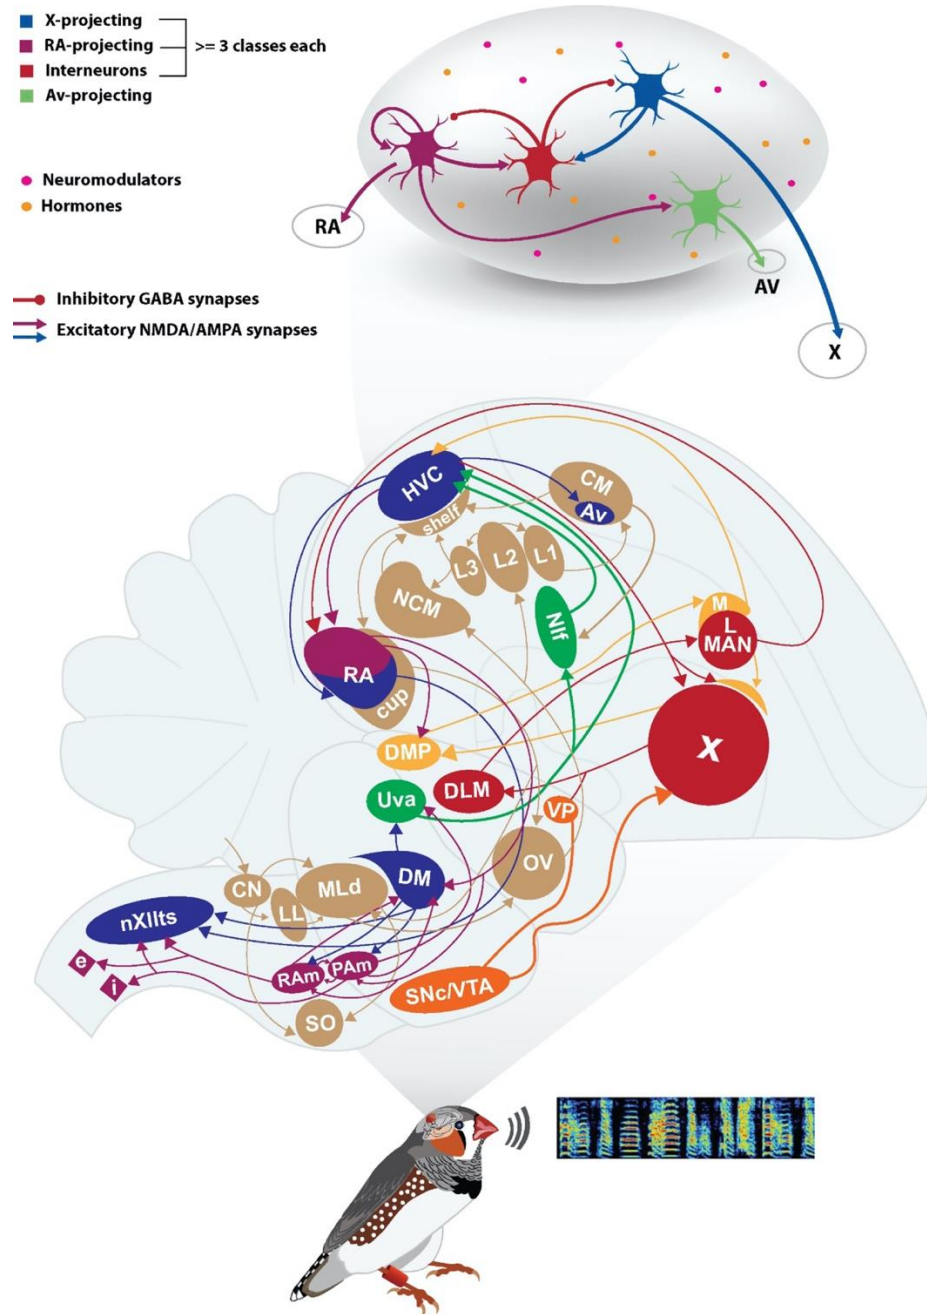 X-projecting
RA-projecting
>= 3 classes each
Interneurons
Av-projecting
Neuromodulators
Hormones
RA
AV
X
Inhibitory GABA synapses
Excitatory NMDA/AMPA synapses
HVC
shelf
CM
Av
L3
L2
L1
NCM
NIf
M
L
MAN
RA
cup
X
DMP
DLM
Uva
VP
OV
CN
LL
MLd
DM
nXIIts
e
i
RAm
PAm
SNc/VTA
SO